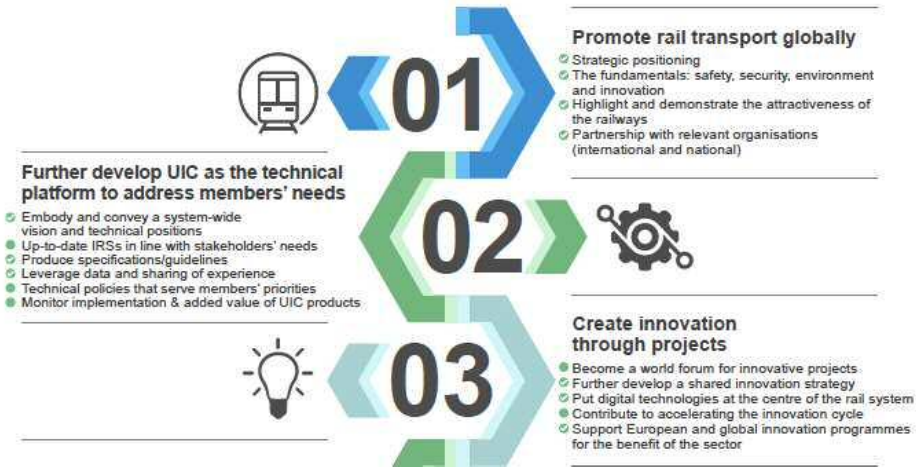 01
Promote rail transport globally
Strategic positioning
The fundamentals: safety, security, environment
and innovation
Highlight and demonstrate the attractiveness of
the railways
Partnership with relevant organisations
(international and national)
Further develop UIC as the technical
platform to address members' needs
Embody and convey a system-wide
vision and technical positions
Up-to-date IRSs in line with stakeholders' needs
Produce specifications/guidelines
Leverage data and sharing of experience
Technical policies that serve members' priorities
Monitor implementation & added value of UIC products
02
03
Create innovation
through projects
Become a world forum for innovative projects
Further develop a shared innovation strategy
Put digital technologies at the centre of the rail system
Contribute to accelerating the innovation cycle
Support European and global innovation programmes
for the benefit of the sector